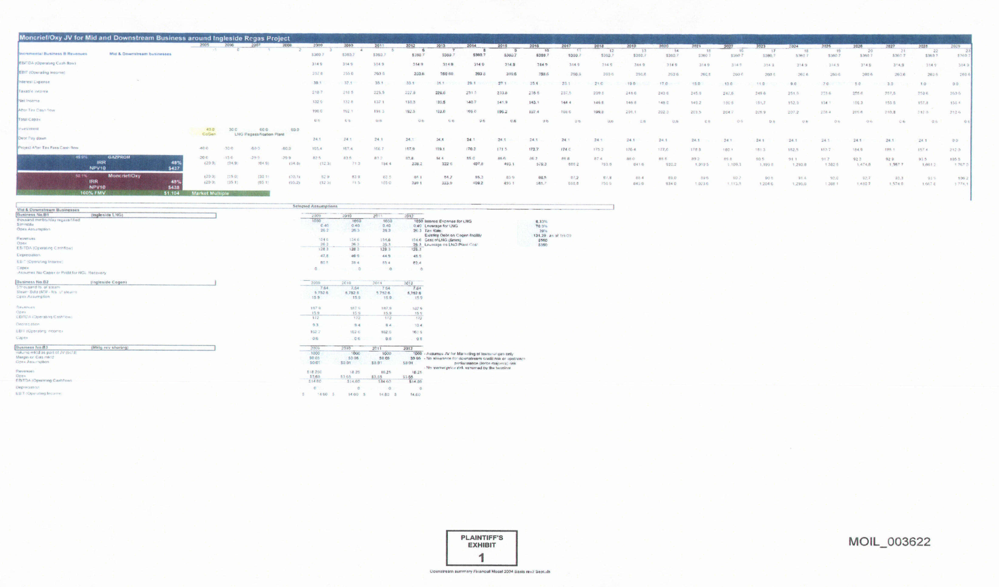 Moncrief/Oxy JV for Mid and Downstream Business around Ingleside Regas Project
2005 2006 2007 2008 2009 2010 2011 2012 2013 2014 2015 2016 2017 2018 2019 2020 2021 2022 2023 2024 2025 2026 2027 2028 2029
-1 0 1 2 3 4 5 6 7 8 9 10 11 12 13 14 15 16 17 18 19 20 21 22 23
Incremental Business B Revenues Mid & Downstream businesses $360.7 $360.7 $360.7 $360.7 $360.7 $360.7 $360.7 $360.7 $360.7 $360.7 $360.7 $360.7 $360.7 $360.7 $360.7 $360.7 $360.7 $360.7 $360.7 $360.7 $360.7
EBITDA (Operating Cash flow) 314.9 314.9 314.9 314.9 314.9 314.9 314.9 314.9 314.9 314.9 314.9 314.9 314.9 314.9 314.9 314.9 314.9 314.9 314.9 314.9 314.9
EBIT (Operating Income) 257.8 255.6 260.6 260.6 260.60 260.6 260.6 260.6 260.6 260.6 260.6 260.6 260.6 260.6 260.6 260.6 260.6 260.6 260.6 260.6 260.6
Interest Expense 39.1 37.1 35.1 33.1 31.1 29.1 27.1 25.1 23.1 21.0 19.0 17.0 15.0 13.0 11.0 9.0 7.0 5.0 3.0 1.0 0.0
Taxable income 218.7 218.5 225.5 227.5 229.6 231.5 233.6 235.5 237.5 239.5 241.6 243.6 245.6 247.6 249.6 251.6 253.6 255.6 257.6 259.6 260.6
Net Income 132.8 137.1 138.3 139.5 140.7 141.9 143.1 144.4 146.8 148.0 149.2 150.5 151.7 152.9 154.1 155.3 156.5 157.8 158.4
After Tax Cash flow 190.0 192.1 191.3 192.5 193.8 195.0 196.2 197.4 198.6 199.8 201.1 202.3 203.5 204.7 205.9 207.2 208.4 209.6 210.8 212.0 212.6
Total Capex 0.6 0.6 0.6 0.6 0.6 0.6 0.6 0.6 0.6 0.6 0.6 0.6 0.6 0.6 0.6 0.6 0.6 0.6 0.6 0.6 0.6
Investment 40.0 30.0 60.0 60.0
CoGen LNG Regassification Plant
Debt Pay down 24.1 24.1 24.1 24.1 24.1 24.1 24.1 24.1 24.1 24.1 24.1 24.1 24.1 24.1 24.1 24.1 24.1 24.1 24.1 24.1 0.0
Project After Tax Free Cash flow -40.0 -30.0 -60.0 -60.0 165.4 167.4 166.7 167.9 169.1 170.3 171.5 172.7 174.0 175.2 176.4 177.6 178.8 180.1 181.3 182.5 183.7 184.9 186.1 187.4 212.0
49.9% GAZPROM -20.0 -15.0 -29.9 -29.9 82.5 83.5 83.2 83.8 84.4 85.0 85.6 86.2 86.8 87.4 88.0 88.6 89.2 89.8 90.5 91.1 91.7 92.3 92.9 93.5 105.8
IRR 48% (20.0) (34.9) (64.9) (94.8) (12.3) 71.3 154.4 238.2 322.6 407.6 493.1 579.3 753.6 841.6 930.2 1,019.5 1,109.3 1,199.8 1,290.8 1,382.5 1,474.8 1,567.7 1,661.2 1,767.0
NPV10 $437
50.1% Moncrief/Oxy (20.0) (15.0) (30.1) (30.1) 82.9 83.9 83.5 84.1 84.7 85.3 85.9 86.5 87.2 87.8 88.4 89.0 89.6 90.2 90.8 91.4 92.0 92.7 93.3 93.9 106.2
IRR 48% (20.0) (35.1) (65.1) (95.2) (12.3) 71.5 155.0 239.1 323.9 409.2 495.1 581.7 668.8 756.6 845.0 934.0 1,023.6 1,113.8 1,204.6 1,296.0 1,388.1 1,480.7 1,574.0 1,667.8 1,774.1
NPV10 $438
100% FMV $1,104 Market Multiple
Selected Assumptions
Mid & Downstream Businesses
Business No.B1 (Ingleside LNG) 2009 2010 2011 2012
thousand mmbtu/day regassified 1050 1050 1050 1050 Interest Expense for LNG 8.33%
$/mmbtu 0.40 0.40 0.40 0.40 Leverage for LNG 70.0%
Opex Assumption 26.2 26.3 26.3 26.3 Tax Rate: 39%
Existing Debt on Cogen facility 131.29 as of 1/1/09
Revenues 154.6 154.6 154.6 154.6 Cost of LNG ($mm) $500
Opex 26.2 26.3 26.3 26.3 Leverage on LNG Plant Cost $350
EBITDA (Operating Cashflow) 128.3 128.3 128.3 128.3
Depreciation 47.8 49.9 44.9 45.9
EBIT (Operating Income) 80.5 78.4 83.4 82.4
Capex 0 0 0 0
-Assumes No Capex or Profit for NGL Recovery
Business No.B2 (Ingleside Cogen) 2009 2010 2011 2012
$/thousand lb. of steam 7.64 7.64 7.64 7.64
Steam Sold (MM - lbs. of steam) 5,752.6 5,752.6 5,752.6 5,752.6
Opex Assumption 15.9 15.9 15.9 15.9
Revenues 187.9 187.9 187.9 187.9
Opex 15.9 15.9 15.9 15.9
EBITDA (Operating Cashflow) 172 172 172 172
Depreciation 9.3 9.4 9.4 10.4
EBIT (Operating Income) 162.7 162.6 162.6 161.6
Capex 0.6 0.6 0.6 0.6
Business No.B3 (Mktg rev sharing) 2009 2010 2011 2012
volume mktd as part of JV (bcfd) 1000 1000 1000 1000 - Assumes JV for Marketing of terminal gas only
Margin on Gas mktd $0.05 $0.05 $0.05 $0.05 - No allowance for downstream credit risk or upstream
Opex Assumption $0.01 $0.01 $0.01 $0.01 performance (force majeure) risk
- No market price risk assumed by the terminal
Revenues $18.250 18.25 18.25 18.25
Opex $3.65 $3.65 $3.65 $3.65
EBITDA (Operating Cashflow) $14.60 $14.60 $14.60 $14.60
Depreciation 0 0 0 0
EBIT (Operating Income) $ 14.60 $ 14.60 $ 14.60 $ 14.60
PLAINTIFF'S
EXHIBIT
1
MOIL_003622
Downstream summary Financial Model 2004 Basis rev2 Sept.xls